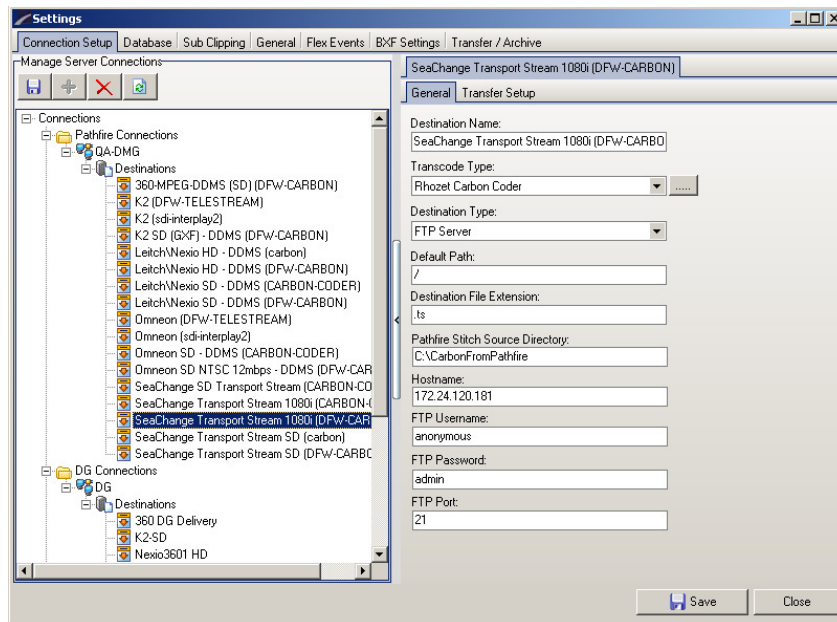 Settings
Connection Setup Database Sub Clipping General Flex Events BXF Settings Transfer / Archive
Manage Server Connections
Connections
Pathfire Connections
QA-DMG
Destinations
360-MPEG-DDMS (SD) (DFW-CARBON)
K2 (DFW-TELESTREAM)
K2 (sdi-interplay2)
K2 SD (GXF) - DDMS (DFW-CARBON)
Leitch\Nexio HD - DDMS (carbon)
Leitch\Nexio HD - DDMS (DFW-CARBON)
Leitch\Nexio SD - DDMS (CARBON-CODER)
Leitch\Nexio SD - DDMS (DFW-CARBON)
Omneon (DFW-TELESTREAM)
Omneon (sdi-interplay2)
Omneon SD - DDMS (CARBON-CODER)
Omneon SD NTSC 12mbps - DDMS (DFW-CAR
SeaChange SD Transport Stream (CARBON-CO
SeaChange Transport Stream 1080i (CARBON-(
SeaChange Transport Stream 1080i (DFW-CAR
SeaChange Transport Stream SD (carbon)
SeaChange Transport Stream SD (DFW-CARBC
DG Connections
DG
Destinations
360 DG Delivery
K2-SD
Nexio3601 HD
SeaChange Transport Stream 1080i (DFW-CARBON)
General Transfer Setup
Destination Name:
SeaChange Transport Stream 1080i (DFW-CARBO
Transcode Type:
Rhozet Carbon Coder
.....
Destination Type:
FTP Server
Default Path:
/
Destination File Extension:
.ts
Pathfire Stitch Source Directory:
C:\CarbonFromPathfire
Hostname:
172.24.120.181
FTP Username:
anonymous
FTP Password:
admin
FTP Port:
21
Save Close